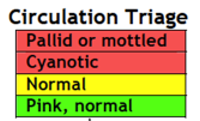 Circulation Triage
Pallid or mottled
Cyanotic
Normal
Pink, normal